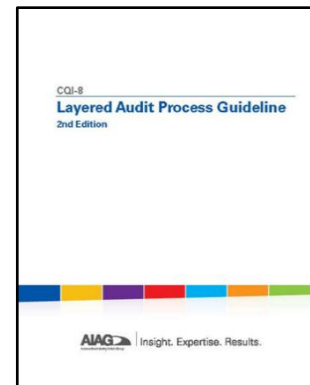 CQI-8
Layered Audit Process Guideline
2nd Edition
AIAG Insight. Expertise. Results.